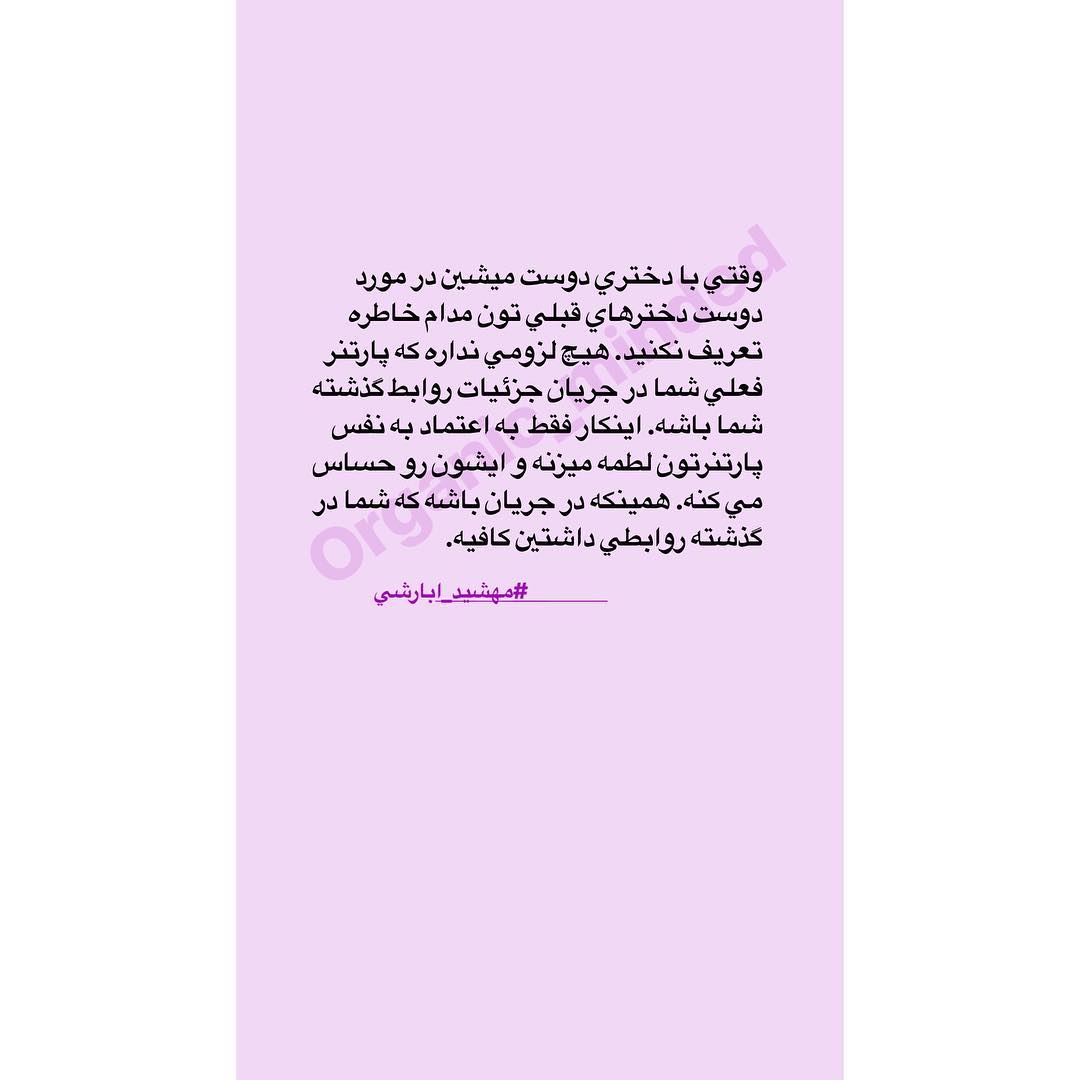 وقتي با دختري دوست ميشين در مورد
دوست دخترهاي قبلي تون مدام خاطره
تعريف نكنيد. هيچ لزومي نداره كه پارتنر
فعلي شما در جريان جزئيات روابط گذشته
شما باشه. اينكار فقط به اعتماد به نفس
پارتنرتون لطمه ميزنه و ايشون رو حساس
مي كنه. همينكه در جريان باشه كه شما در
گذشته روابطي داشتين كافيه.
#مهشيد_ابارشي
Organic_minded